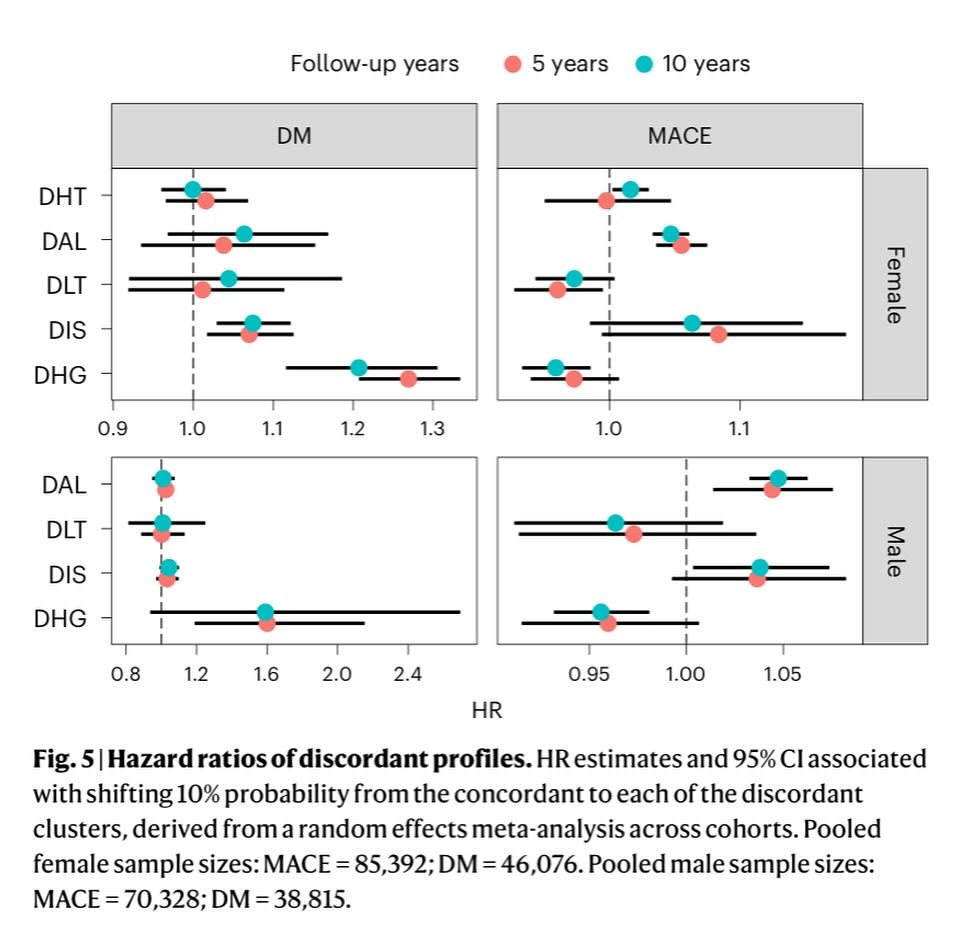 Follow-up years 5 years 10 years
DM MACE
DHT
DAL
DLT
DIS
DHG
Female
0.9 1.0 1.1 1.2 1.3 1.0 1.1
DAL
DLT
DIS
DHG
Male
0.8 1.2 1.6 2.0 2.4 0.95 1.00 1.05
HR
Fig. 5 | Hazard ratios of discordant profiles. HR estimates and 95% CI associated
with shifting 10% probability from the concordant to each of the discordant
clusters, derived from a random effects meta-analysis across cohorts. Pooled
female sample sizes: MACE = 85,392; DM = 46,076. Pooled male sample sizes:
MACE = 70,328; DM = 38,815.